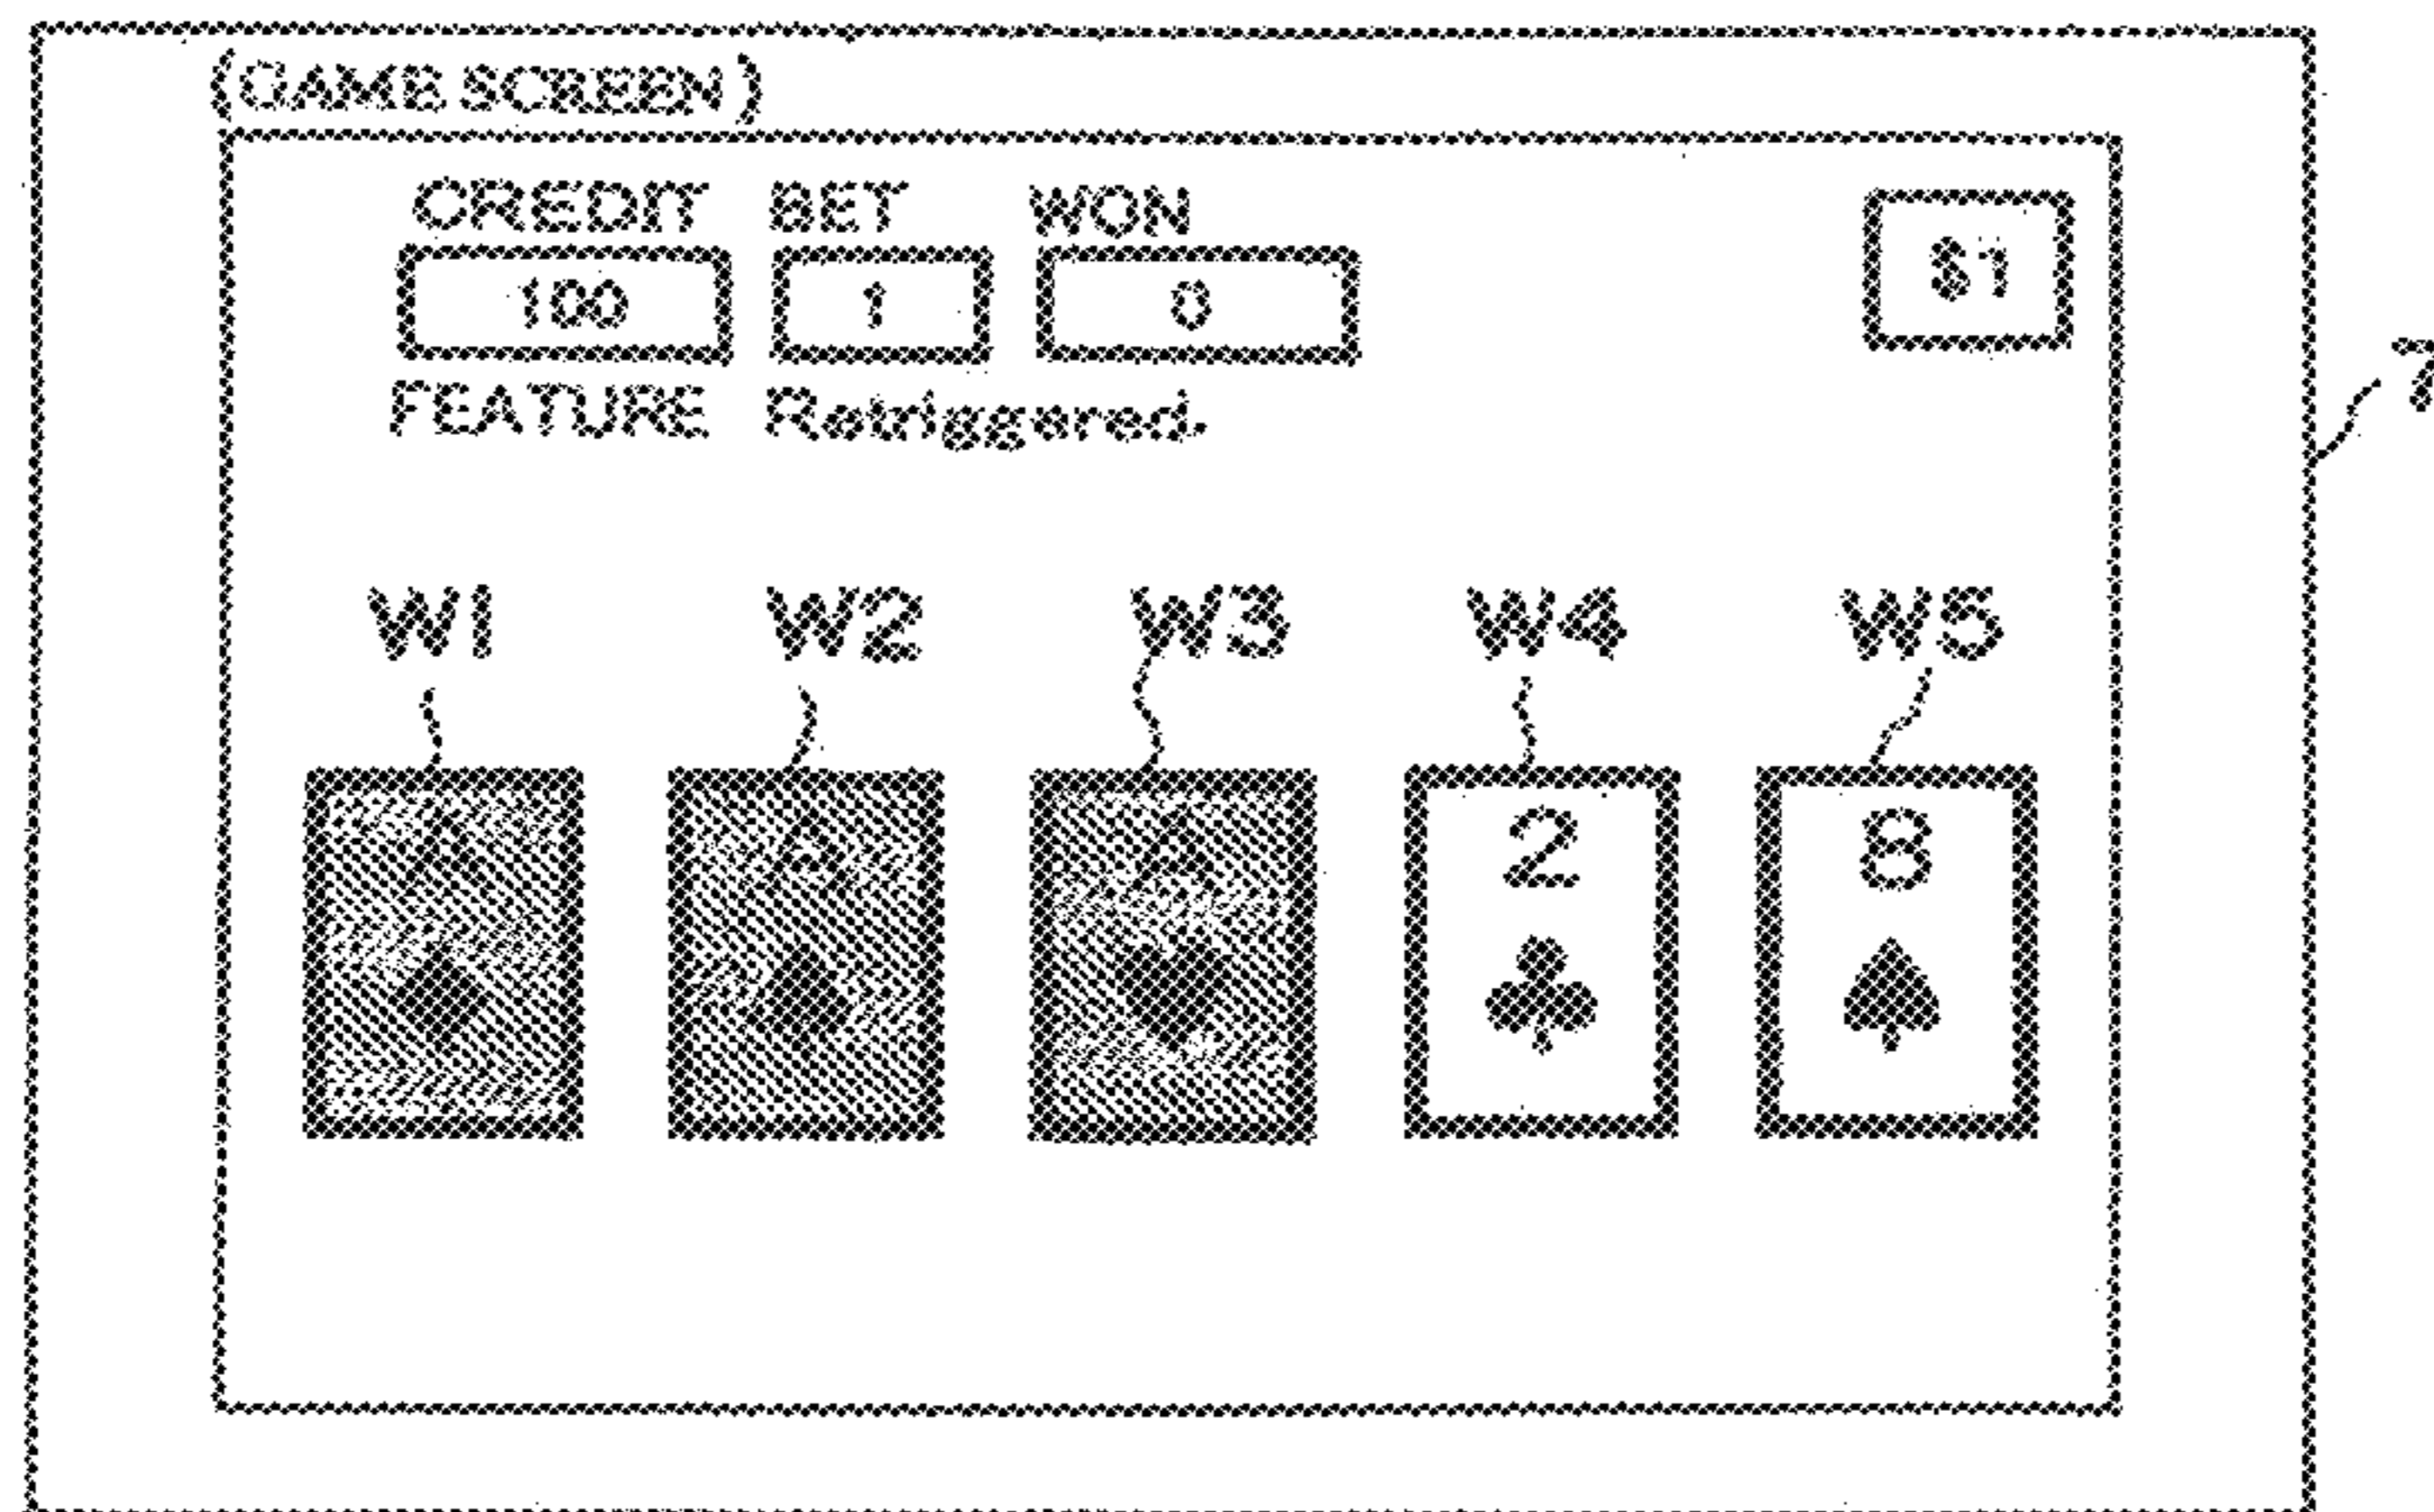 (GAME SCREEN)
CREDIT BET WON
100 1 0 $1
FEATURE Retriggered.
7
W1 W2 W3 W4 W5
A A A 2 8